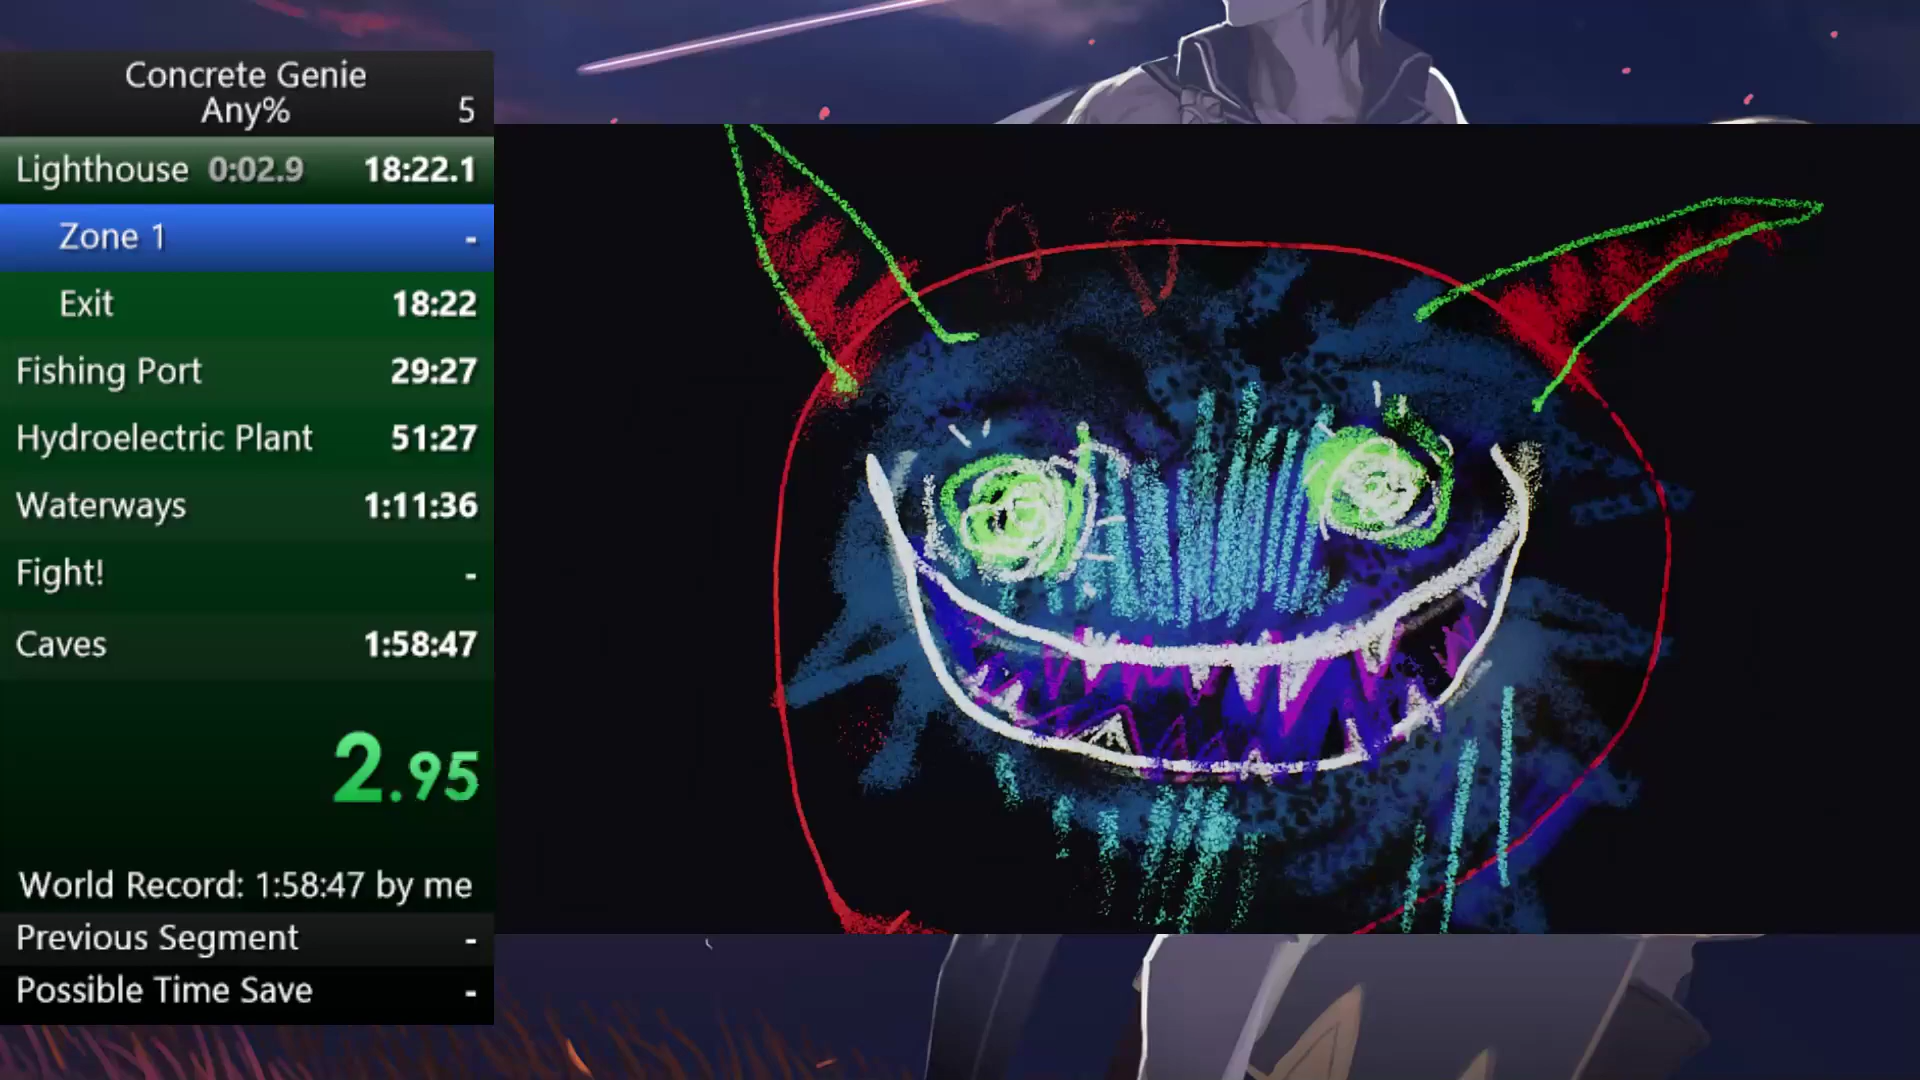 Concrete Genie
Any% 5
Lighthouse 0:02.9 18:22.1
Zone 1 -
Exit 18:22
Fishing Port 29:27
Hydroelectric Plant 51:27
Waterways 1:11:36
Fight! -
Caves 1:58:47
2.95
World Record: 1:58:47 by me
Previous Segment -
Possible Time Save -